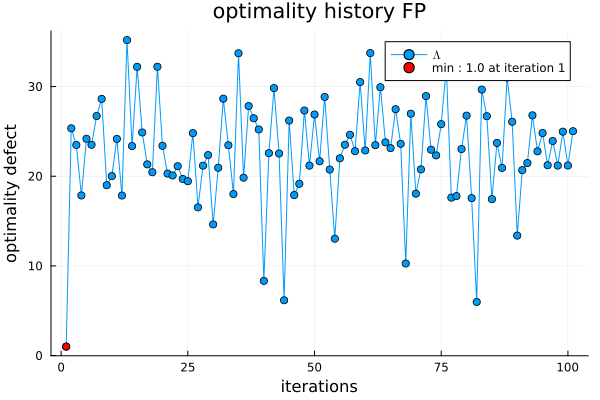 optimality history FP
Λ
min : 1.0 at iteration 1
optimality defect
30
20
10
0
0 25 50 75 100
iterations